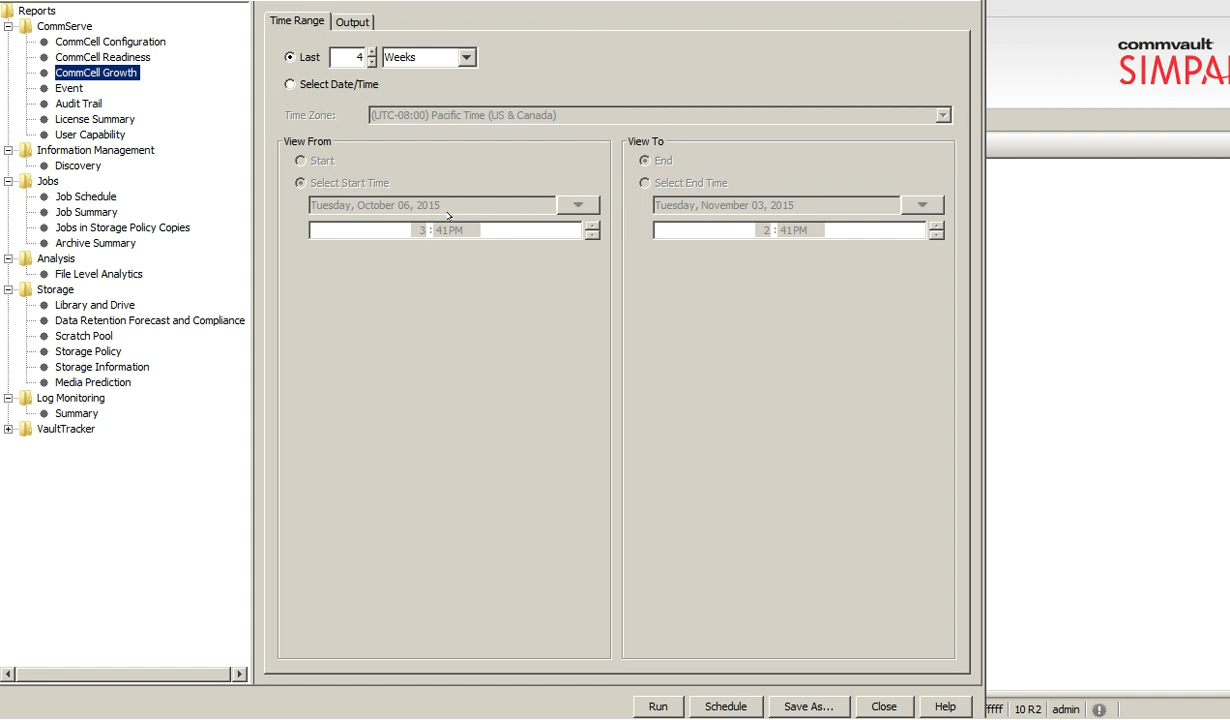 Reports
CommServe
CommCell Configuration
CommCell Readiness
CommCell Growth
Event
Audit Trail
License Summary
User Capability
Information Management
Discovery
Jobs
Job Schedule
Job Summary
Jobs in Storage Policy Copies
Archive Summary
Analysis
File Level Analytics
Storage
Library and Drive
Data Retention Forecast and Compliance
Scratch Pool
Storage Policy
Storage Information
Media Prediction
Log Monitoring
Summary
VaultTracker
Time Range Output
Last 4 Weeks
Select Date/Time
Time Zone: (UTC-08:00) Pacific Time (US & Canada)
View From
Start
Select Start Time
Tuesday, October 06, 2015
3 : 41PM
View To
End
Select End Time
Tuesday, November 03, 2015
2 : 41PM
Run Schedule Save As... Close Help
commvault
SIMPA
10 R2 admin